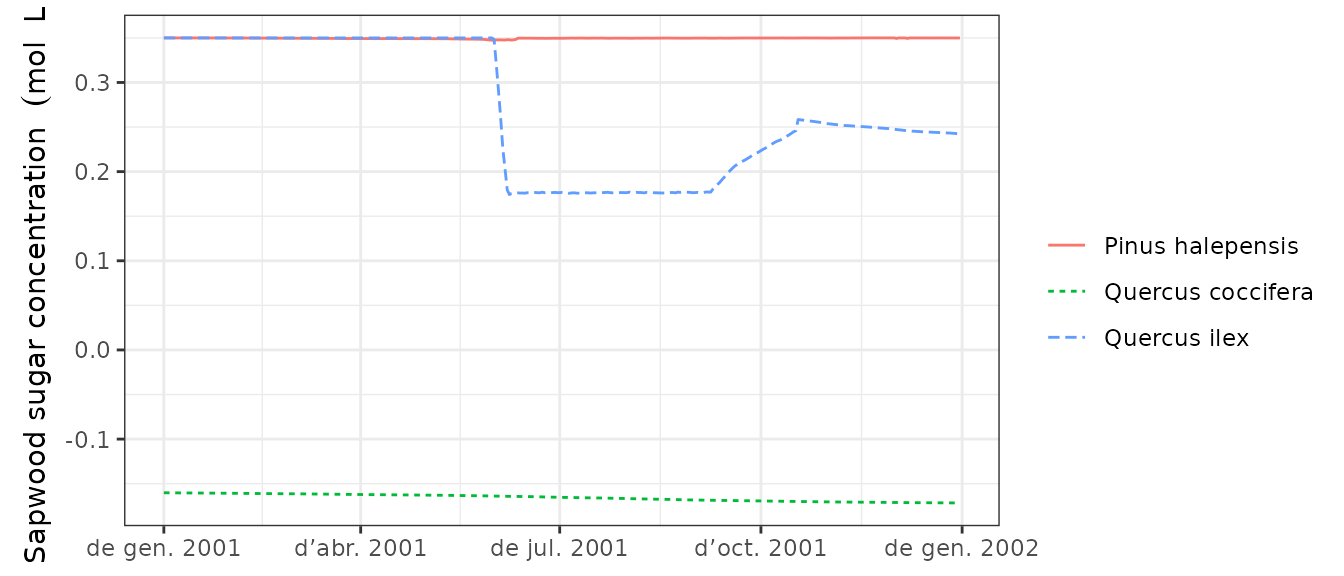 Sapwood sugar concentration (mol L
0.3
0.2
0.1
0.0
-0.1
de gen. 2001
d’abr. 2001
de jul. 2001
d’oct. 2001
de gen. 2002
Pinus halepensis
Quercus coccifera
Quercus ilex